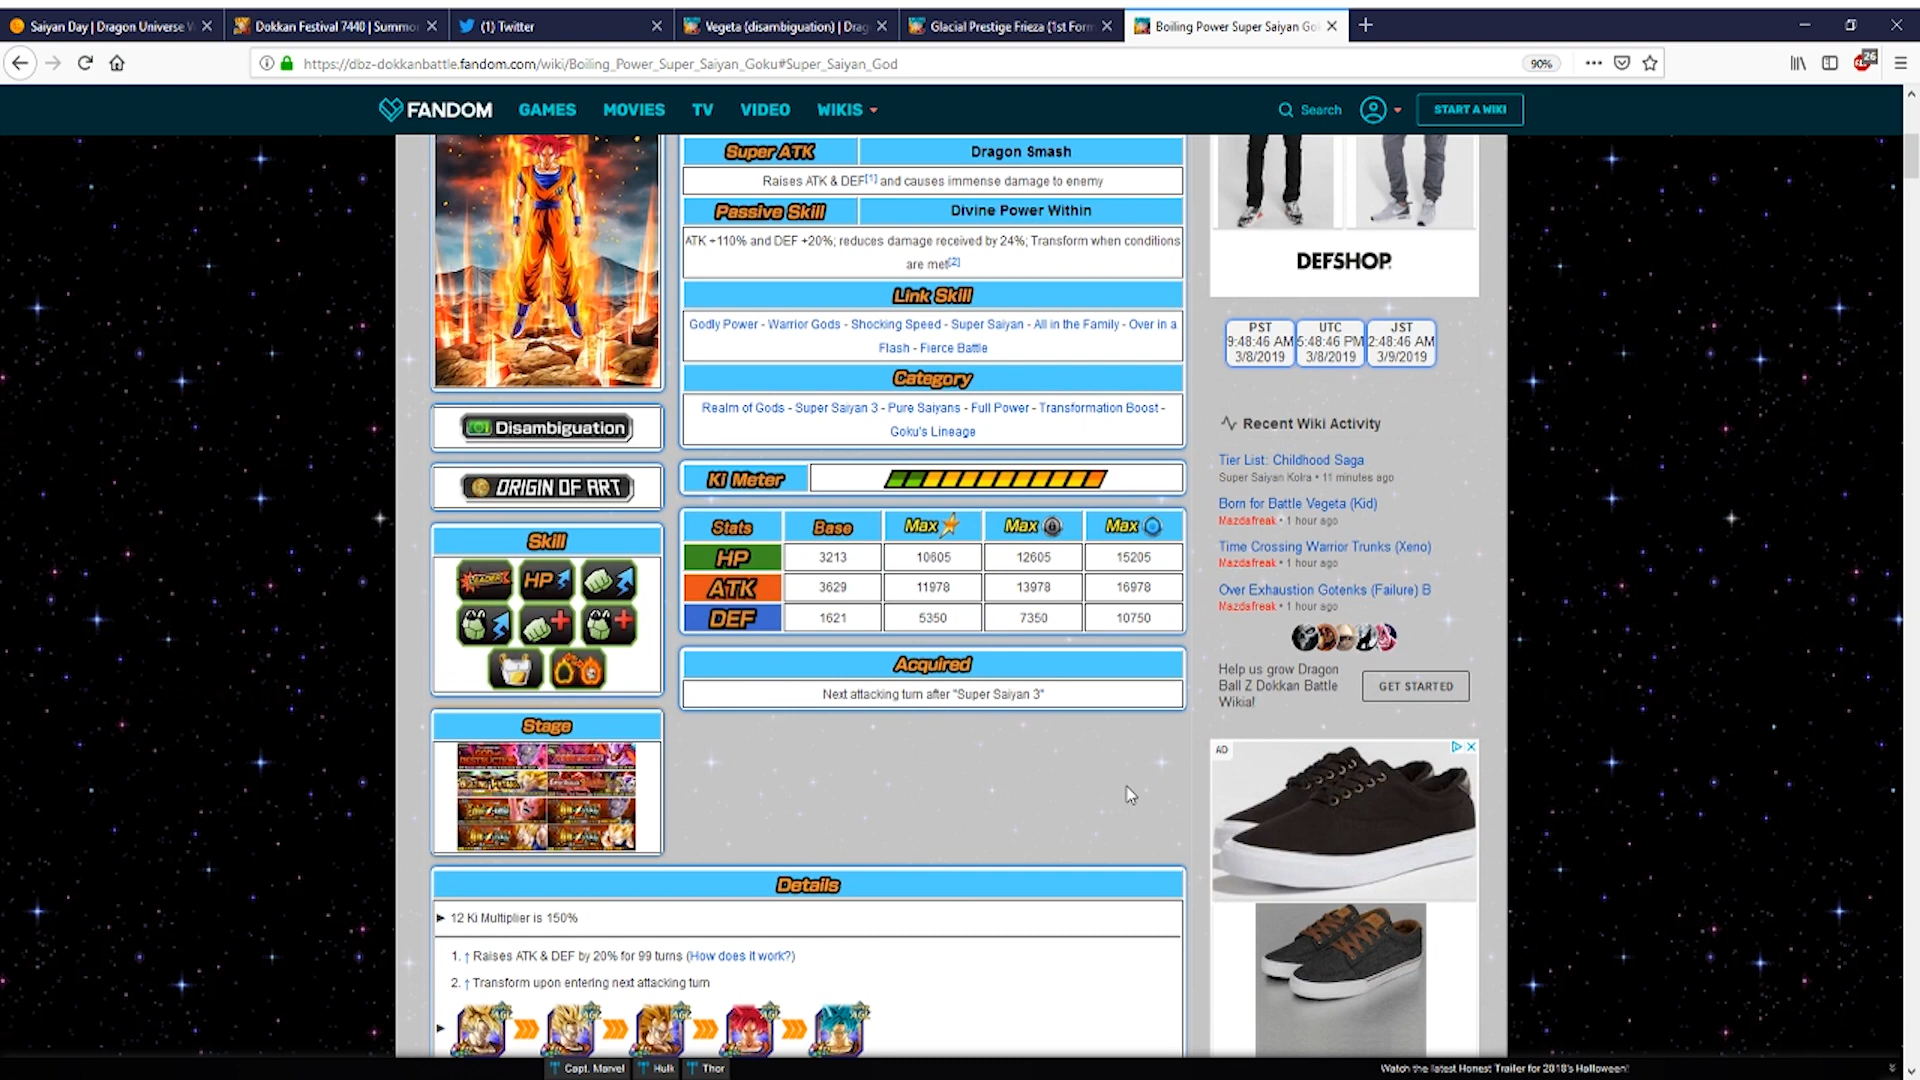 Saiyan Day | Dragon Universe W
Dokkan Festival 7440 | Summo
(1) Twitter
Vegeta (disambiguation) | Drag
Glacial Prestige Frieza (1st Form
Boiling Power Super Saiyan Go
https://dbz-dokkanbattle.fandom.com/wiki/Boiling_Power_Super_Saiyan_Goku#Super_Saiyan_God
90%
26
FANDOM
GAMES
MOVIES
TV
VIDEO
WIKIS
Search
START A WIKI
Super ATK
Dragon Smash
Raises ATK & DEF[1] and causes immense damage to enemy
Passive Skill
Divine Power Within
ATK +110% and DEF +20%; reduces damage received by 24%; Transform when conditions
are met[2]
Link Skill
Godly Power - Warrior Gods - Shocking Speed - Super Saiyan - All in the Family - Over in a
Flash - Fierce Battle
Category
Realm of Gods - Super Saiyan 3 - Pure Saiyans - Full Power - Transformation Boost -
Goku's Lineage
Disambiguation
ORIGIN OF ART
Ki Meter
Stats Base Max Max Max
HP 3213 10605 12605 15205
ATK 3629 11978 13978 16978
DEF 1621 5350 7350 10750
Acquired
Next attacking turn after "Super Saiyan 3"
Skill
LEADER
HP
Stage
Details
12 Ki Multiplier is 150%
1. ↑ Raises ATK & DEF by 20% for 99 turns (How does it work?)
2. ↑ Transform upon entering next attacking turn
AGL AGL AGL AGL AGL
DEFSHOP.
PST UTC JST
9:48:46 AM 5:48:46 PM 2:48:46 AM
3/8/2019 3/8/2019 3/9/2019
Recent Wiki Activity
Tier List: Childhood Saga
Super Saiyan Kolra • 11 minutes ago
Born for Battle Vegeta (Kid)
Mazdafreak • 1 hour ago
Time Crossing Warrior Trunks (Xeno)
Mazdafreak • 1 hour ago
Over Exhaustion Gotenks (Failure) B
Mazdafreak • 1 hour ago
Help us grow Dragon
Ball Z Dokkan Battle
Wikia!
GET STARTED
AD
Capt. Marvel
Hulk
Thor
Watch the latest Honest Trailer for 2018's Halloween!